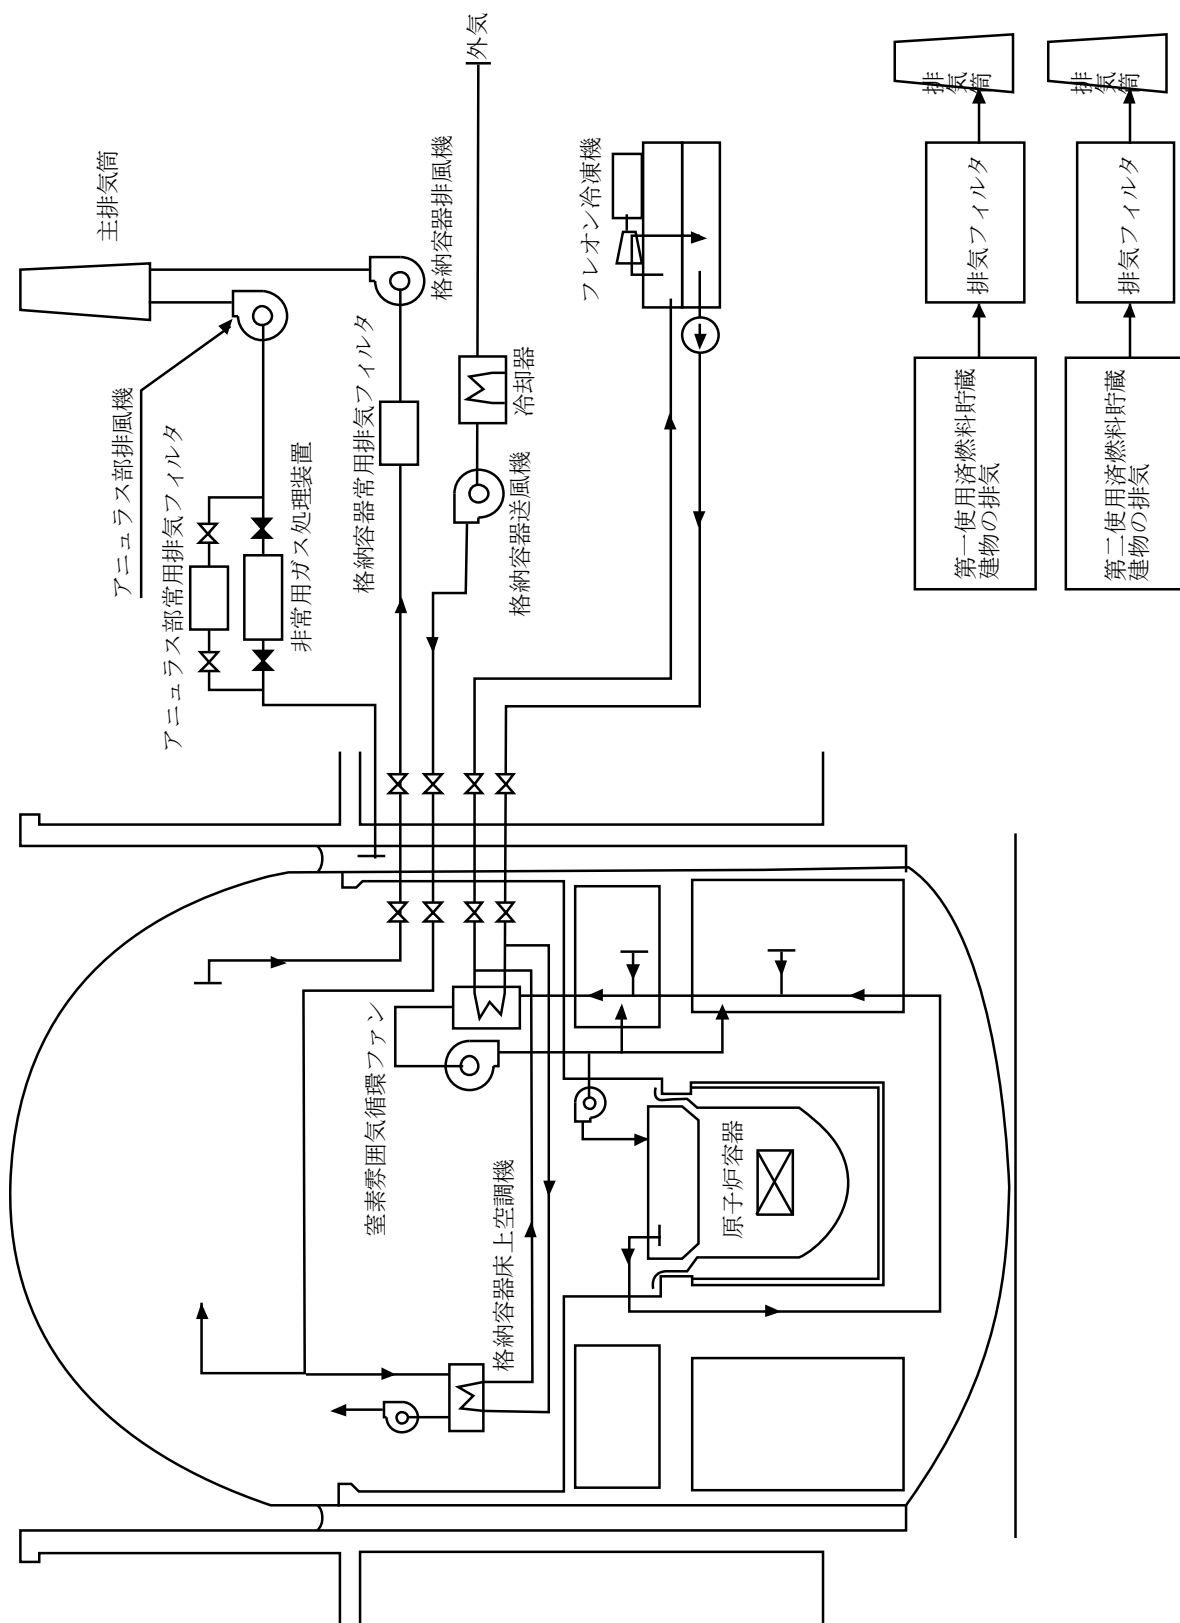 主排気筒
アニュラス部排風機
アニュラス部常用排気フィルタ
非常用ガス処理装置
格納容器常用排気フィルタ
格納容器排風機
外気
冷却器
格納容器送風機
フレオン冷凍機
窒素雰囲気循環ファン
格納容器床上空調機
原子炉容器
排気筒
排気フィルタ
第一使用済燃料貯蔵
建物の排気
排気筒
排気フィルタ
第二使用済燃料貯蔵
建物の排気